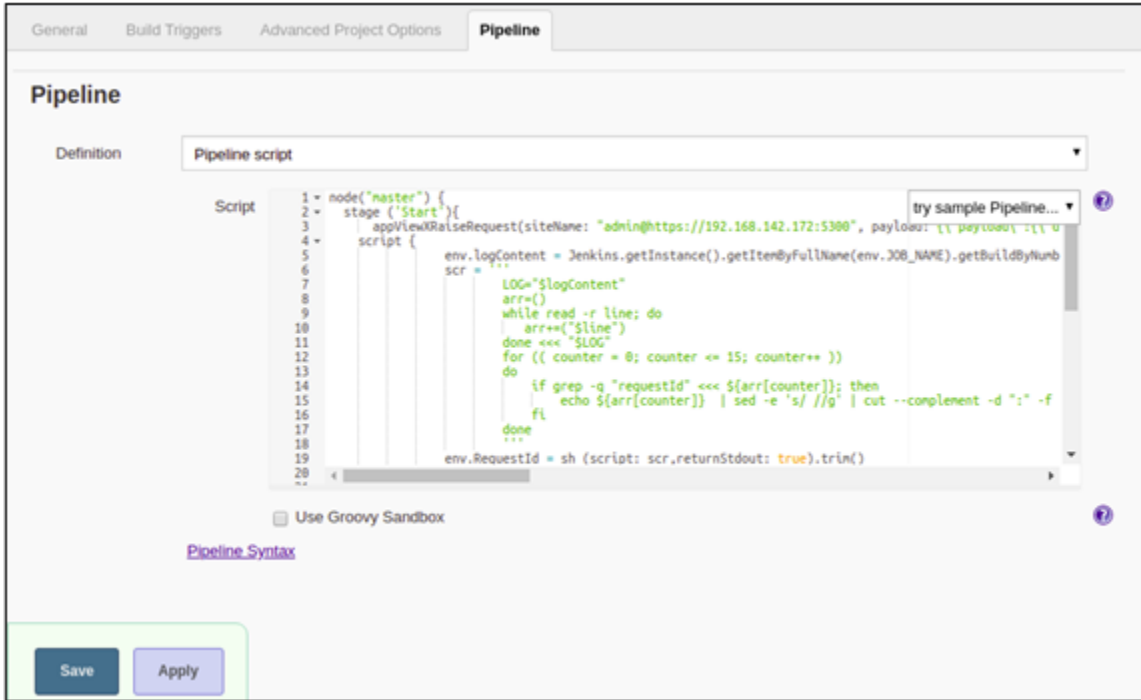 General Build Triggers Advanced Project Options Pipeline
Pipeline
Definition Pipeline script
Script
try sample Pipeline...
1 node("master") {
2 stage ('Start'){
3 appViewXRaiseRequest(siteName: "admin@https://192.168.142.172:5300", payload:
4 script {
5 env.logContent = Jenkins.getInstance().getItemByFullName(env.JOB_NAME).getBuildByNumb
6 scr = '''
7 LOG="$logContent"
8 arr=()
9 while read -r line; do
10 arr+=("$line")
11 done <<< "$LOG"
12 for (( counter = 0; counter <= 15; counter++ ))
13 do
14 if grep -q "requestId" <<< ${arr[counter]}; then
15 echo ${arr[counter]} | sed -e 's/ //g' | cut --complement -d ":" -f
16 fi
17 done
18 '''
19 env.RequestId = sh (script: scr,returnStdout: true).trim()
20
Use Groovy Sandbox
Pipeline Syntax
Save Apply